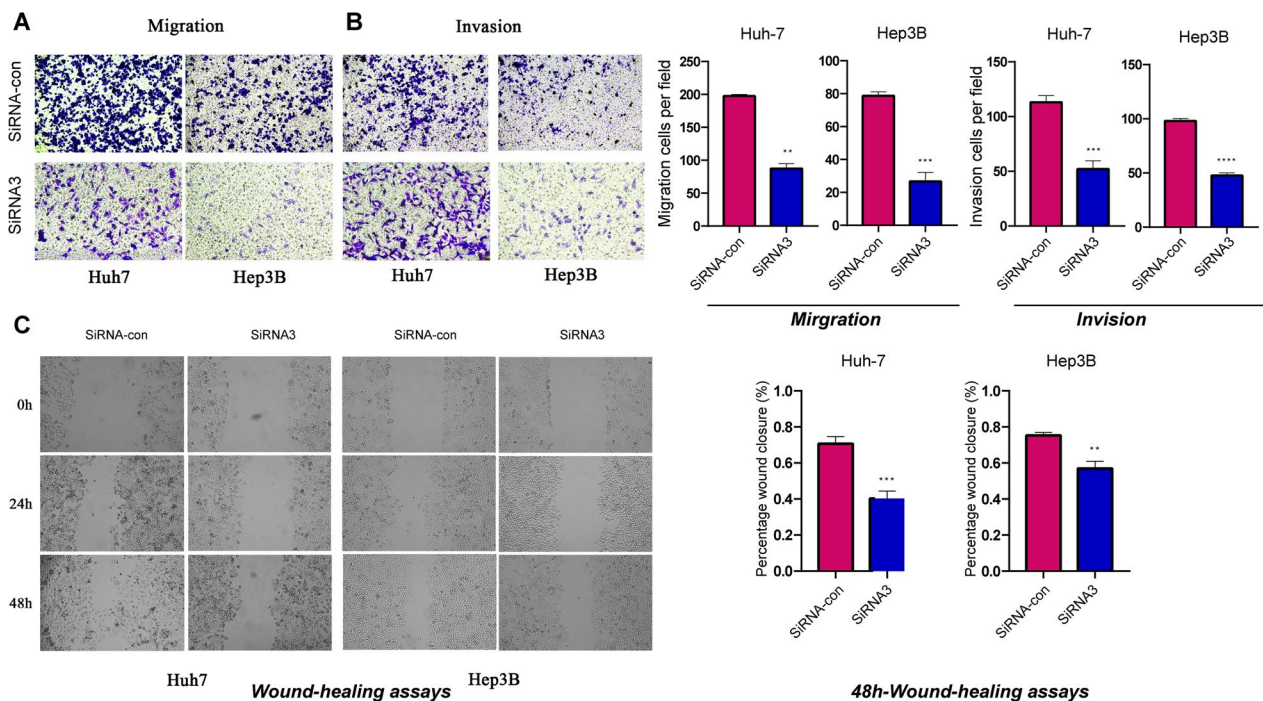 A
Migration
B
Invasion
SiRNA-con
SiRNA3
Huh7
Hep3B
Huh7
Hep3B
Huh-7
Migration cells per field
250
200
150
100
50
0
**
SiRNA-con
SiRNA3
Hep3B
100
80
60
40
20
0
***
SiRNA-con
SiRNA3
Mirgration
Huh-7
Invasion cells per field
150
100
50
0
***
SiRNA-con
SiRNA3
Hep3B
150
100
50
0
****
SiRNA-con
SiRNA3
Invision
C
SiRNA-con
SiRNA3
SiRNA-con
SiRNA3
0h
24h
48h
Huh7
Hep3B
Wound-healing assays
Huh-7
Percentage wound closure (%)
1.0
0.8
0.6
0.4
0.2
0.0
***
SiRNA-con
SiRNA3
Hep3B
Percentage wound closure (%)
1.0
0.8
0.6
0.4
0.2
0.0
**
SiRNA-con
SiRNA3
48h-Wound-healing assays